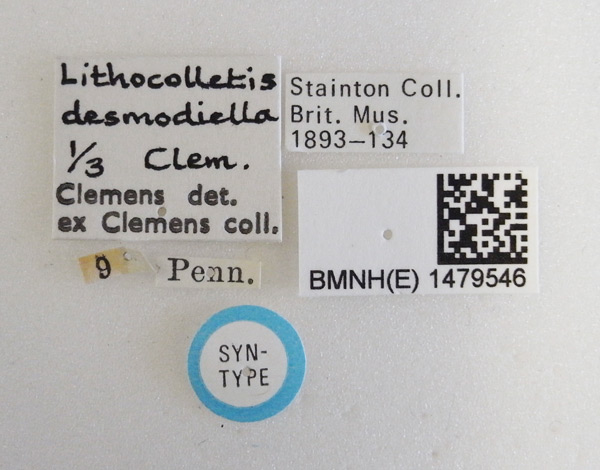 Lithocolletis
desmodiella
1/3 Clem.
Clemens det.
ex Clemens coll.
Stainton Coll.
Brit. Mus.
1893–134
BMNH(E) 1479546
9
Penn.
SYN-
TYPE